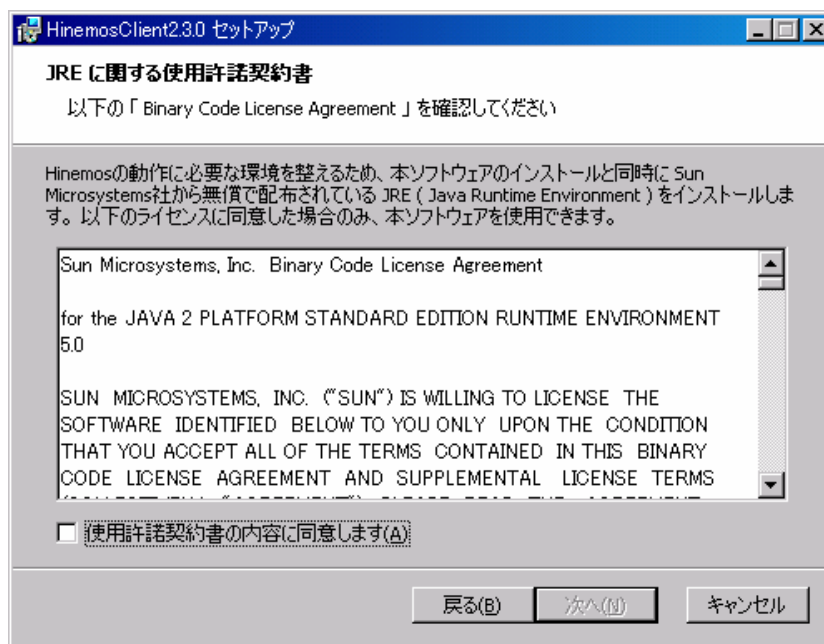 HinemosClient2.3.0 セットアップ
JRE に関する使用許諾契約書
以下の「 Binary Code License Agreement 」を確認してください
Hinemosの動作に必要な環境を整えるため、本ソフトウェアのインストールと同時に Sun
Microsystems社から無償で配布されている JRE ( Java Runtime Environment ) をインストールしま
す。以下のライセンスに同意した場合のみ、本ソフトウェアを使用できます。
Sun Microsystems, Inc. Binary Code License Agreement
for the JAVA 2 PLATFORM STANDARD EDITION RUNTIME ENVIRONMENT
5.0
SUN MICROSYSTEMS, INC. ("SUN") IS WILLING TO LICENSE THE
SOFTWARE IDENTIFIED BELOW TO YOU ONLY UPON THE CONDITION
THAT YOU ACCEPT ALL OF THE TERMS CONTAINED IN THIS BINARY
CODE LICENSE AGREEMENT AND SUPPLEMENTAL LICENSE TERMS
使用許諾契約書の内容に同意します(A)
戻る(B)
次へ(N)
キャンセル